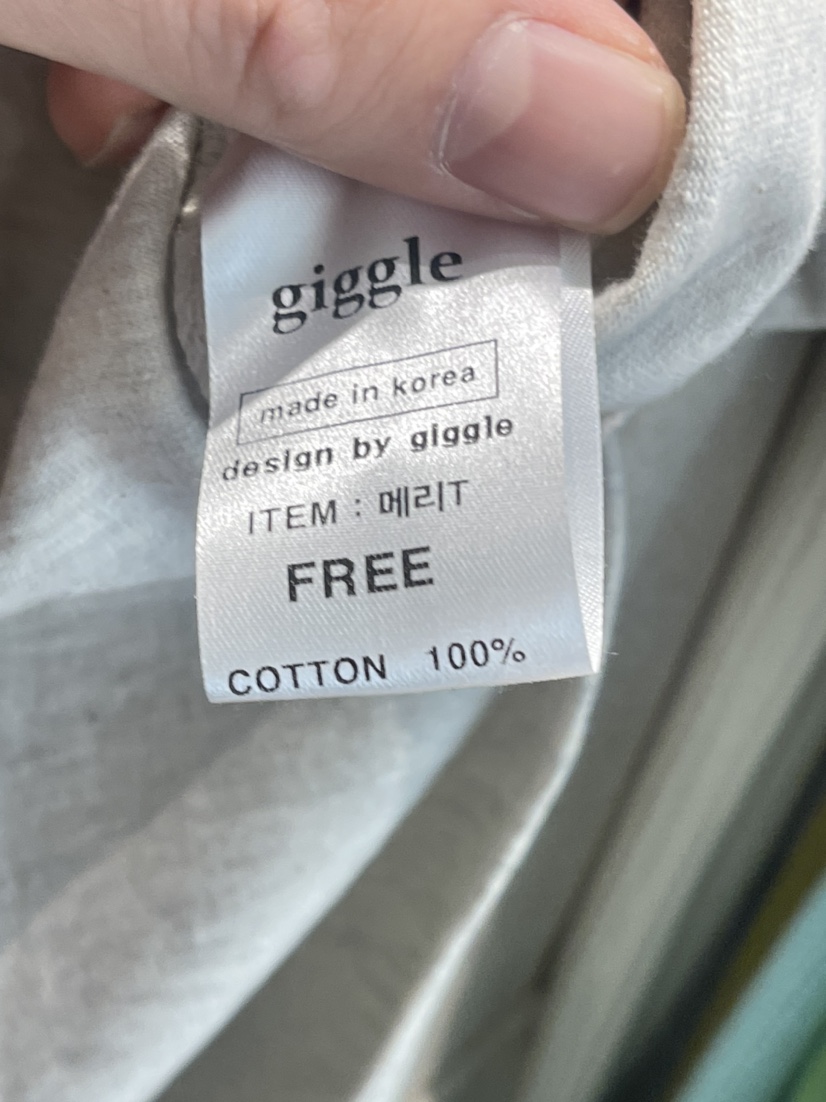 giggle
made in korea
design by giggle
ITEM : 메리T
FREE
COTTON 100%